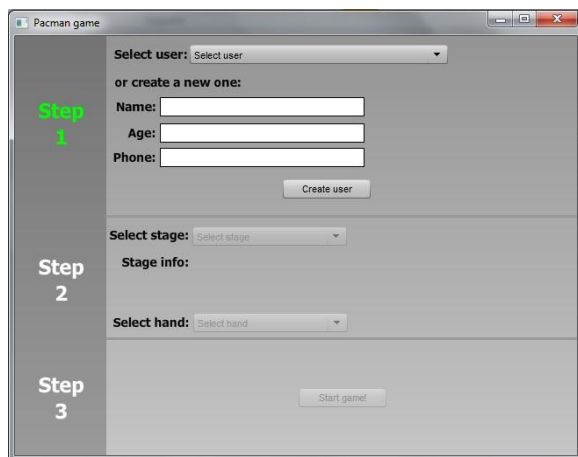 Pacman game
Select user: Select user
or create a new one:
Name:
Age:
Phone:
Create user
Step
1
Select stage: Select stage
Stage info:
Select hand: Select hand
Step
2
Start game!
Step
3